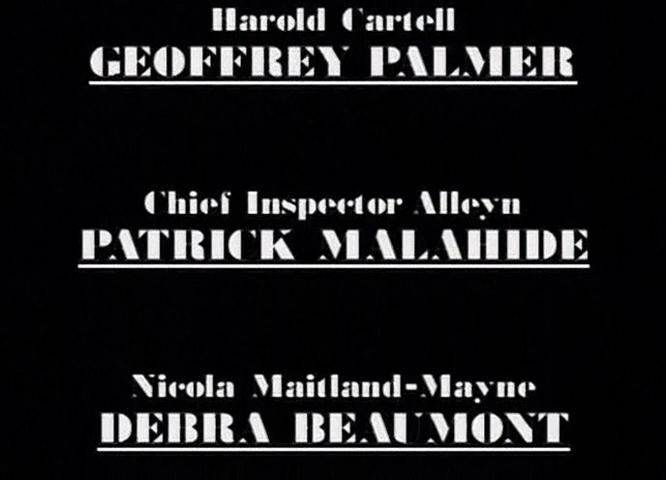 Harold Cartell
GEOFFREY PALMER
Chief Inspector Alleyn
PATRICK MALAHIDE
Nicola Maitland-Mayne
DEBRA BEAUMONT